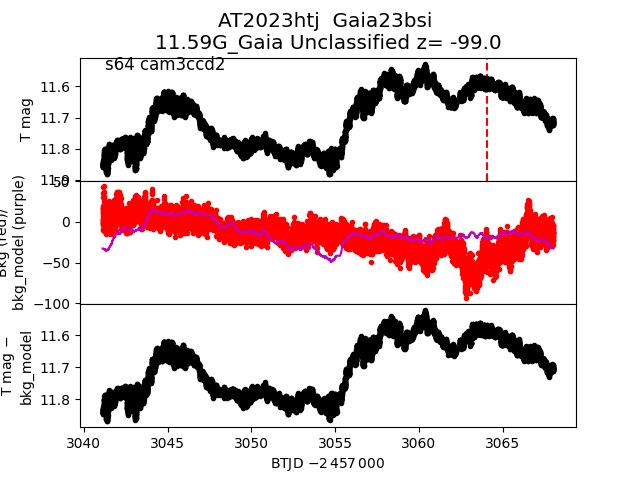 AT2023htj  Gaia23bsi
11.59G_Gaia Unclassified z= -99.0
s64 cam3ccd2
11.6
11.7
11.8
11.9
T mag
50
0
−50
−100
Bkg (red)/
bkg_model (purple)
11.6
11.7
11.8
T mag −
bkg_model
3040 3045 3050 3055 3060 3065
BTJD −2 457 000